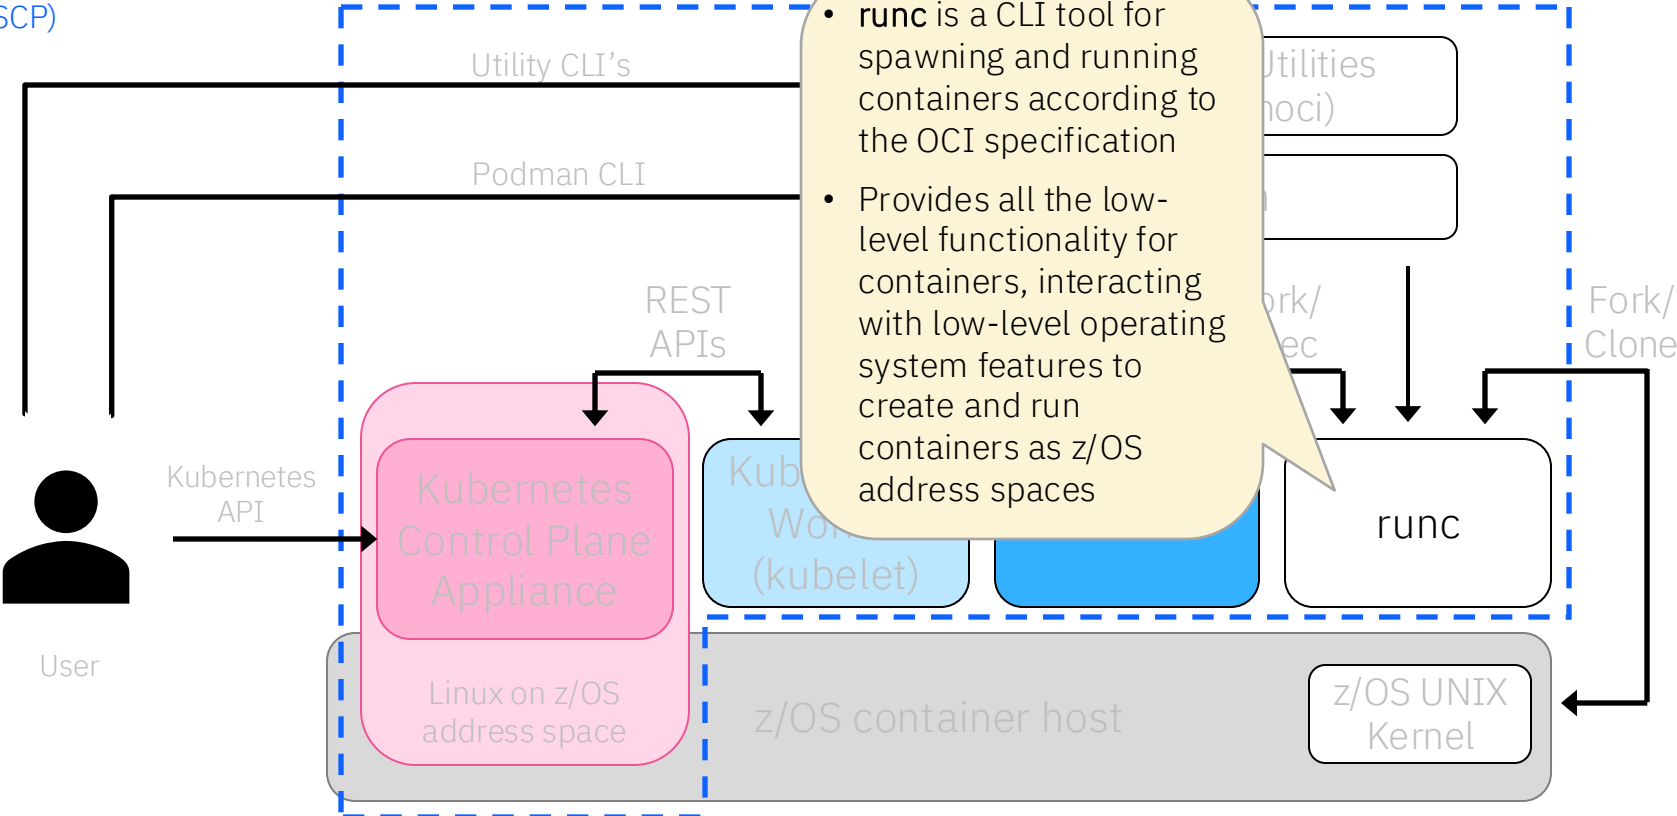 SCP)
Utility CLI’s
Podman CLI
• runc is a CLI tool for
spawning and running
containers according to
the OCI specification
• Provides all the low-
level functionality for
containers, interacting
with low-level operating
system features to
create and run
containers as z/OS
address spaces
Utilities
REST
APIs
Fork/
Clone
Kubernetes
API
User
Kubernetes
Control Plane
Appliance
Linux on z/OS
address space
(kubelet)
runc
z/OS container host
z/OS UNIX
Kernel